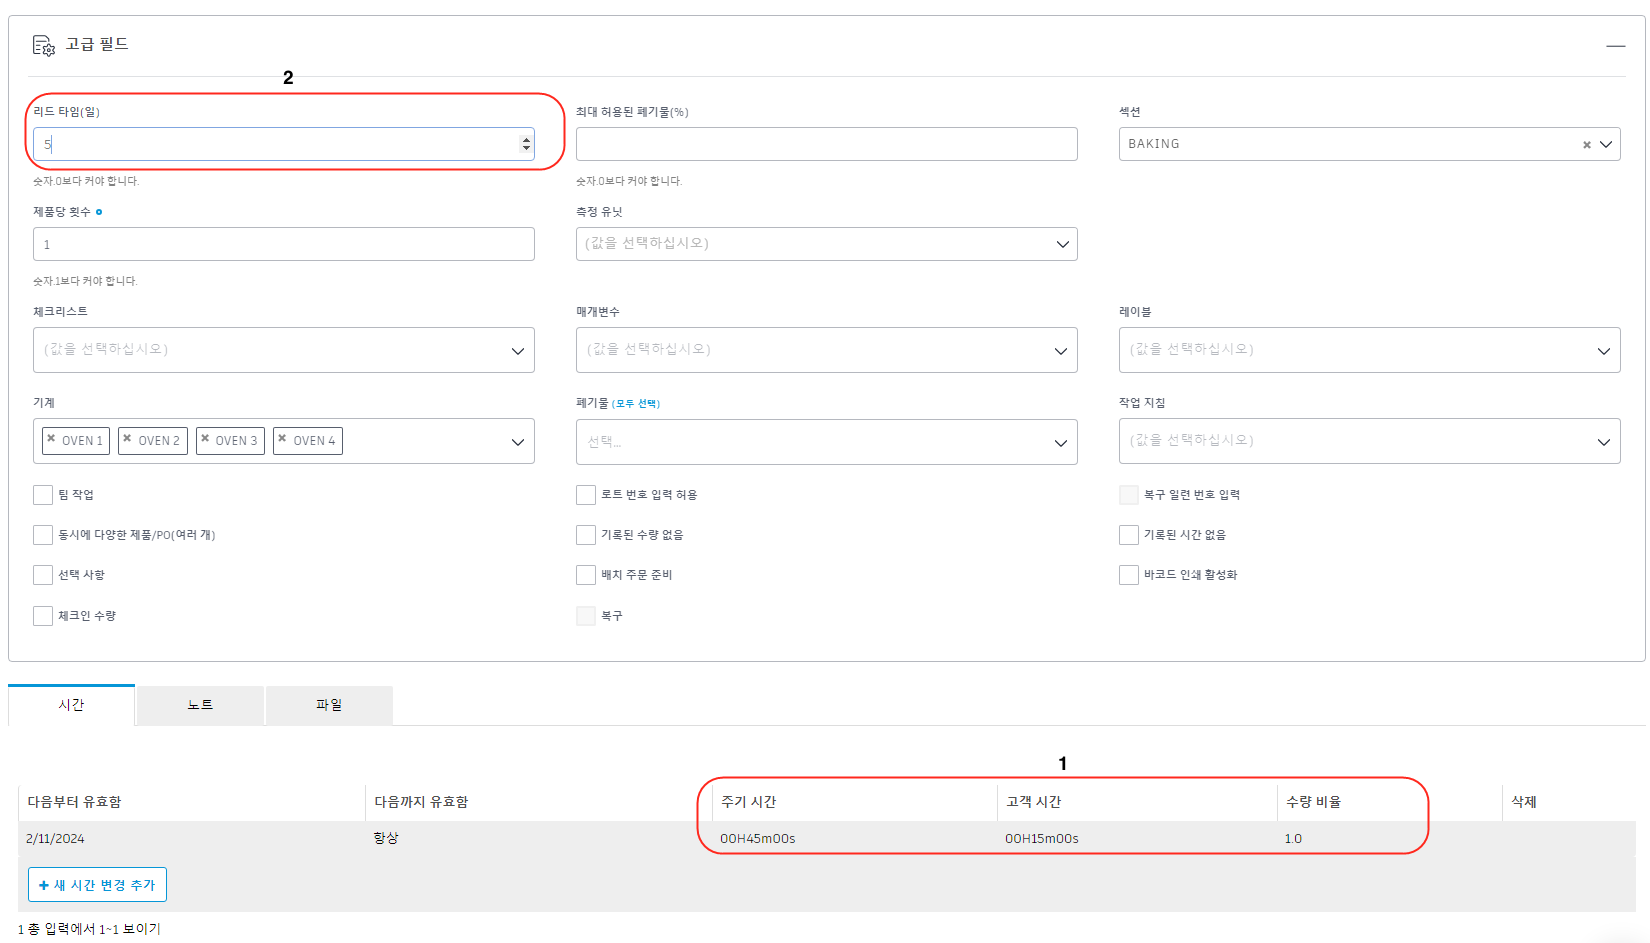 고급 필드
2
리드 타임(일)
최대 허용된 폐기물(%)
섹션
5
BAKING
숫자.0보다 커야 합니다.
숫자.0보다 커야 합니다.
제품당 횟수
측정 유닛
1
(값을 선택하십시오)
숫자.1보다 커야 합니다.
체크리스트
매개변수
레이블
(값을 선택하십시오)
(값을 선택하십시오)
(값을 선택하십시오)
기계
폐기물 (모두 선택)
작업 지침
× OVEN 1 × OVEN 2 × OVEN 3 × OVEN 4
선택...
(값을 선택하십시오)
팀 작업
로트 번호 입력 허용
복구 일련 번호 입력
동시에 다양한 제품/PO(여러 개)
기록된 수량 없음
기록된 시간 없음
선택 사항
배치 주문 준비
바코드 인쇄 활성화
체크인 수량
복구
시간 노트 파일
1
다음부터 유효함 다음까지 유효함 주기 시간 고객 시간 수량 비율 삭제
2/11/2024 항상 00H45m00s 00H15m00s 1.0
+ 새 시간 변경 추가
1 총 입력에서 1~1 보이기